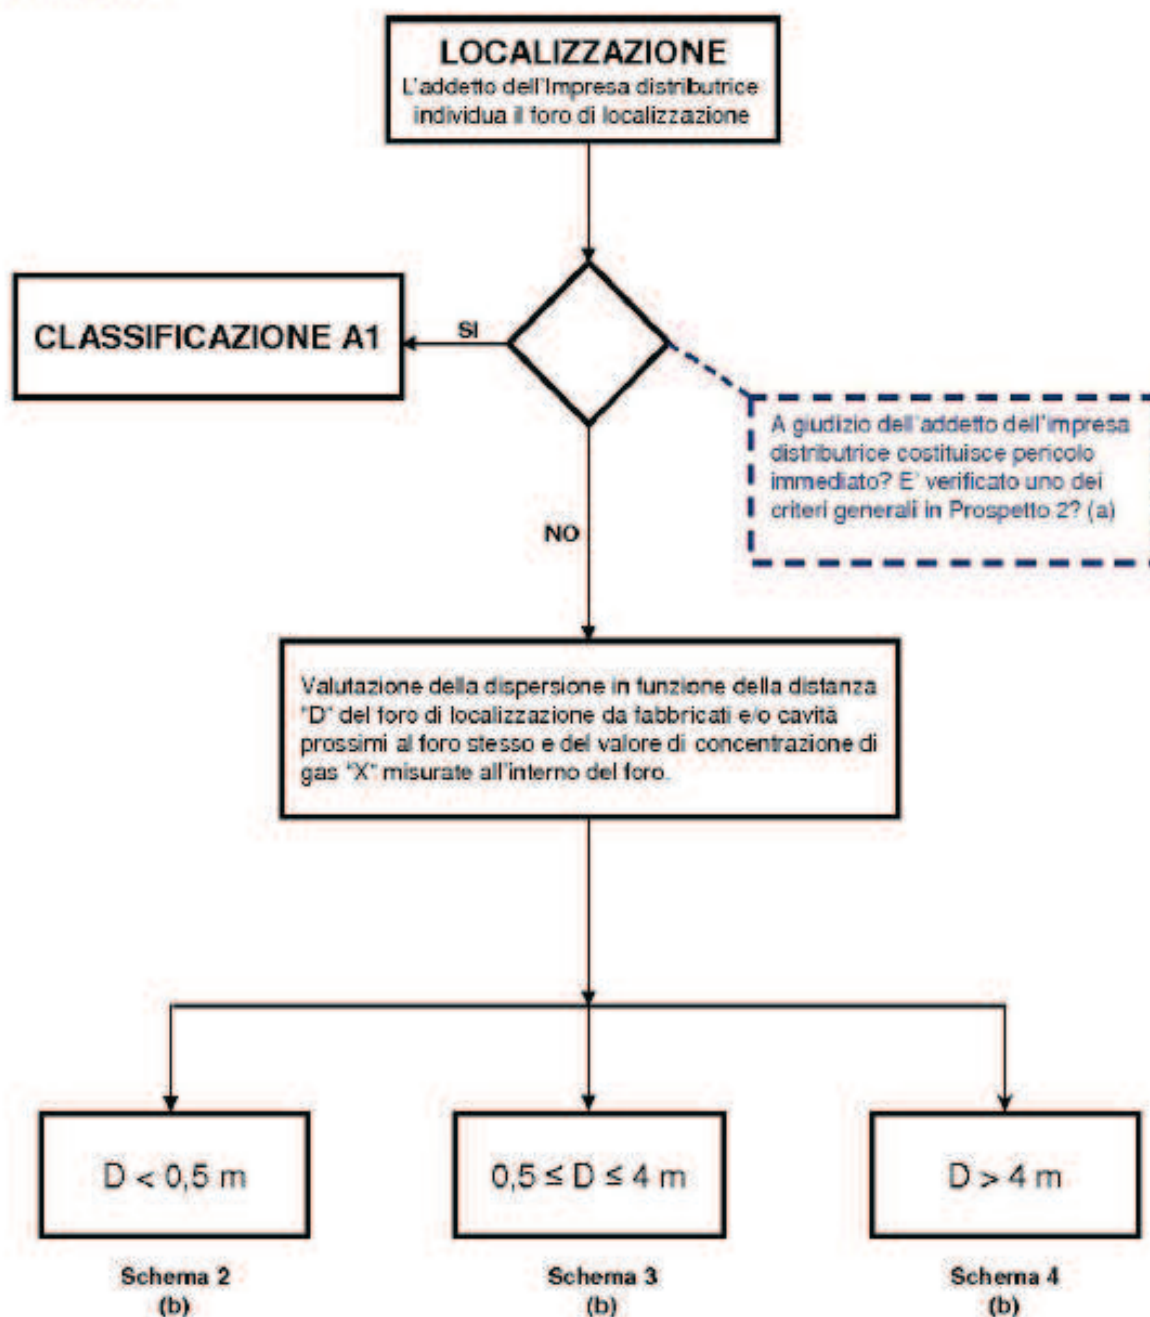 LOCALIZZAZIONE
L'addetto dell'Impresa distributrice
individua il foro di localizzazione
CLASSIFICAZIONE A1
SI
A giudizio dell'addetto dell'impresa
distributrice costituisce pericolo
immediato? E' verificato uno dei
criteri generali in Prospetto 2? (a)
NO
Valutazione della dispersione in funzione della distanza
"D" del foro di localizzazione da fabbricati e/o cavità
prossimi al foro stesso e del valore di concentrazione di
gas "X" misurate all'interno del foro.
D < 0,5 m
0,5 ≤ D ≤ 4 m
D > 4 m
Schema 2
(b)
Schema 3
(b)
Schema 4
(b)